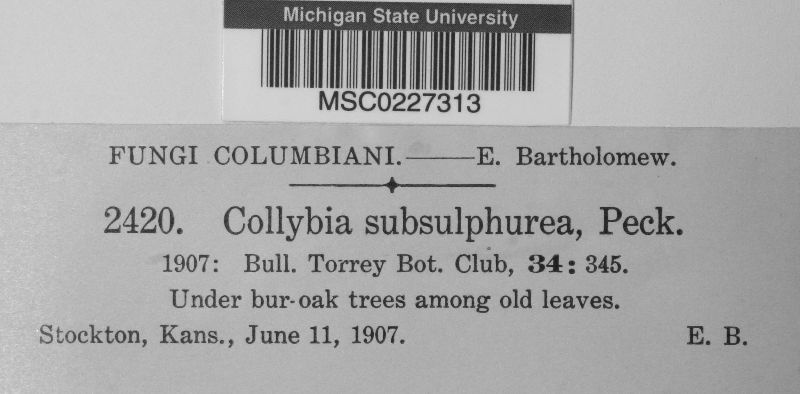 Michigan State University
MSC0227313
FUNGI COLUMBIANI.——E. Bartholomew.
2420. Collybia subsulphurea, Peck.
1907: Bull. Torrey Bot. Club, 34: 345.
Under bur-oak trees among old leaves.
Stockton, Kans., June 11, 1907. E. B.